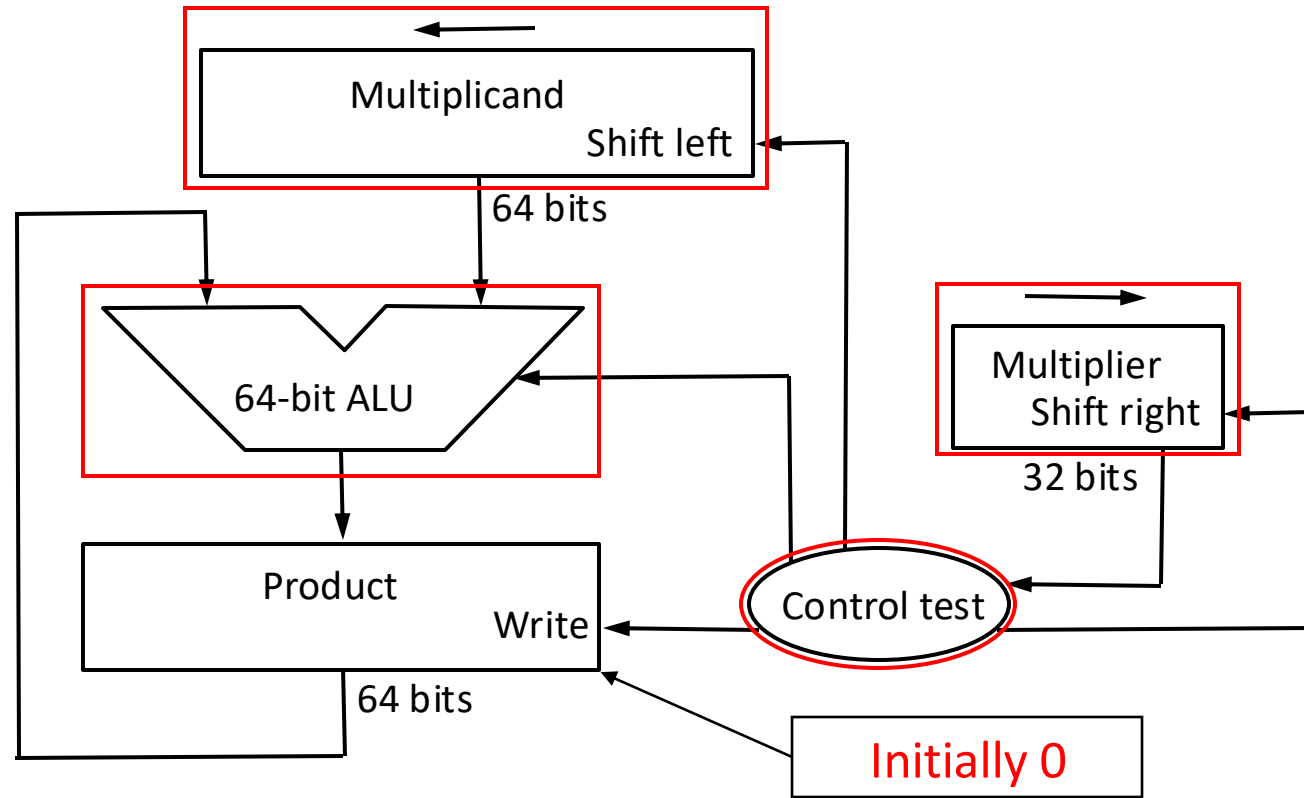 Multiplicand
Shift left
64 bits
64-bit ALU
Multiplier
Shift right
32 bits
Product
Write
Control test
64 bits
Initially 0